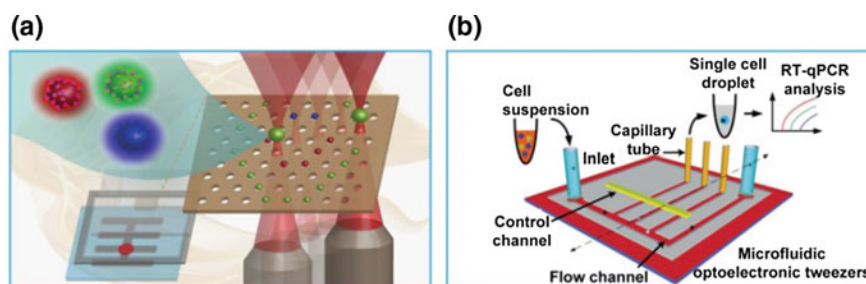 (a)
(b)
Cell
suspension
Single cell
droplet
RT-qPCR
analysis
Capillary
tube
Inlet
Control
channel
Flow channel
Microfluidic
optoelectronic tweezers